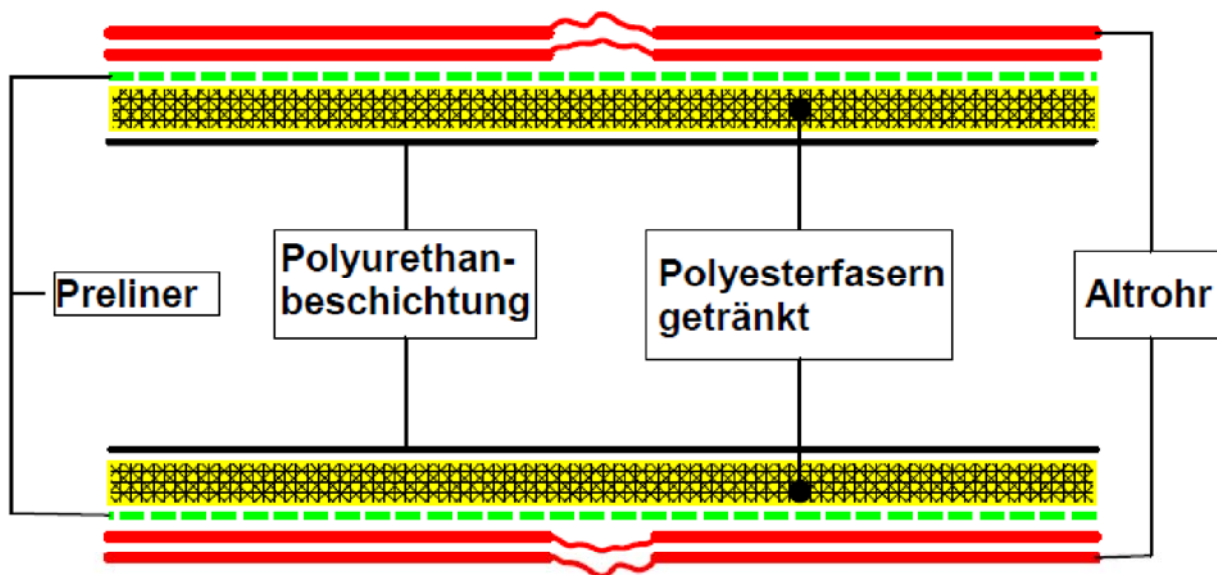 Preliner
Polyurethan-
beschichtung
Polyesterfasern
getränkt
Altrohr